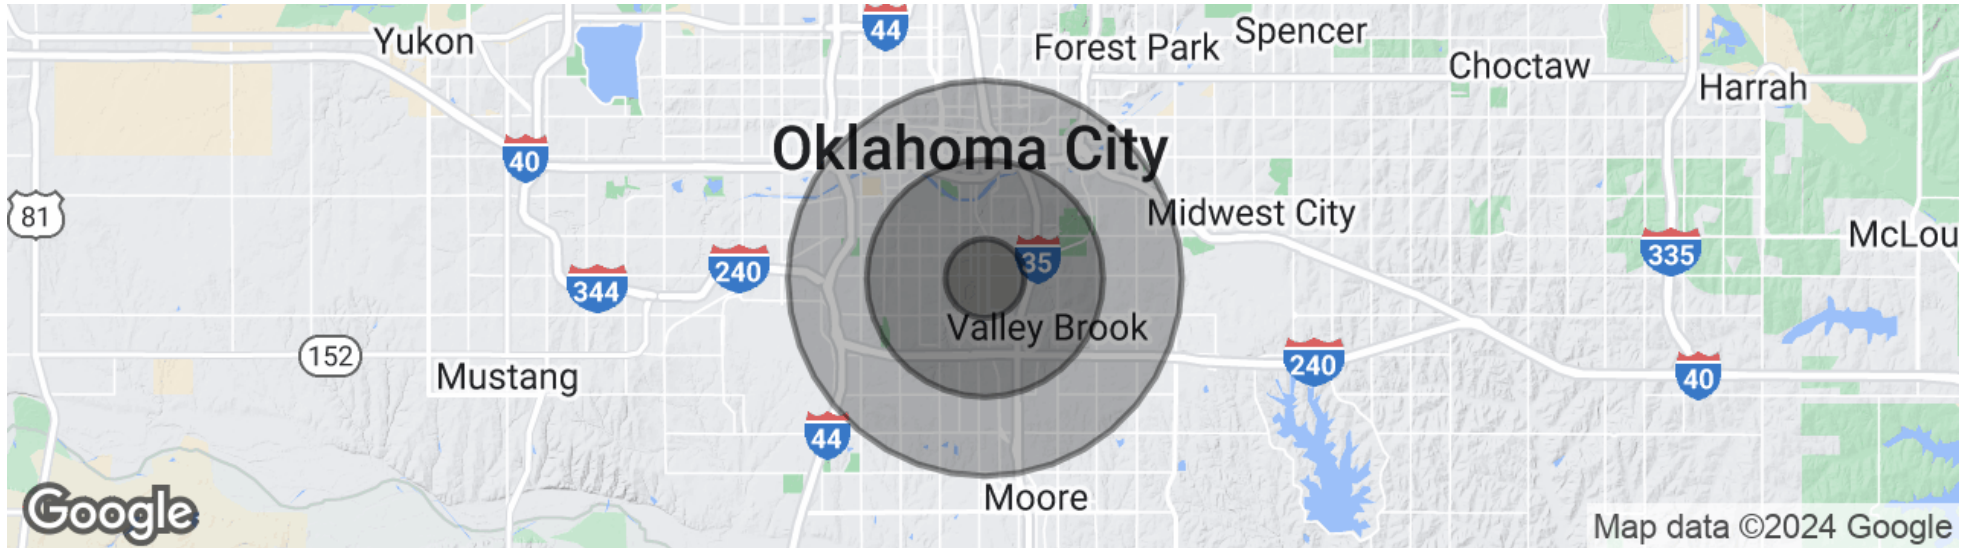 44
Spencer
Yukon
Forest Park
Choctaw
Harrah
Oklahoma City
40
81
Midwest City
McLou
335
35
240
344
Valley Brook
152
240
Mustang
40
44
Moore
Google
Map data ©2024 Google